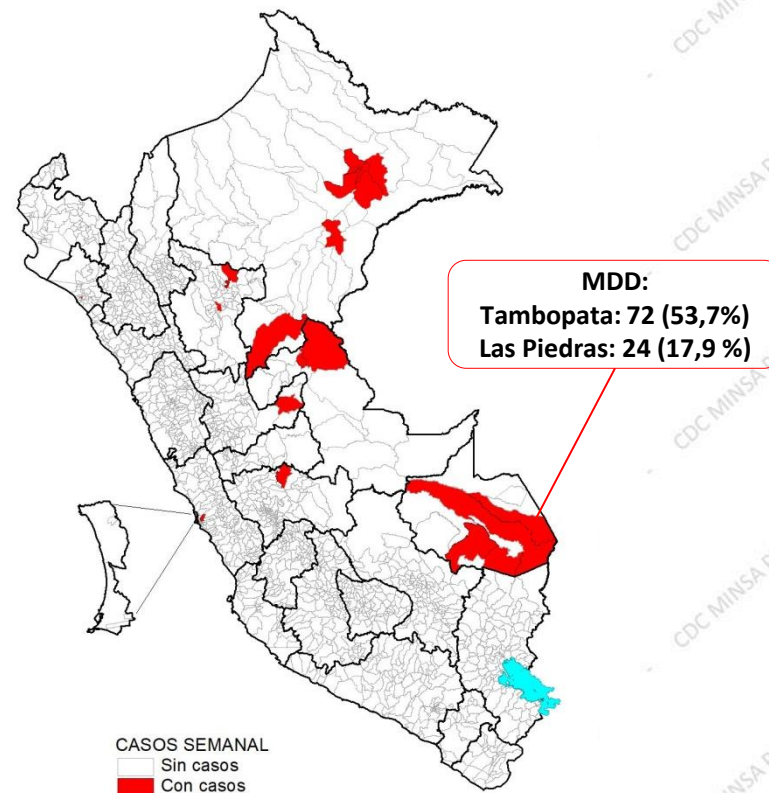 CDC MINSA
CDC MINSA P
MDD:
Tambopata: 72 (53,7%)
Las Piedras: 24 (17,9 %)
CDC MINSA P
CDC MINSA P
CASOS SEMANAL
Sin casos
Con casos
CDC MINSA P